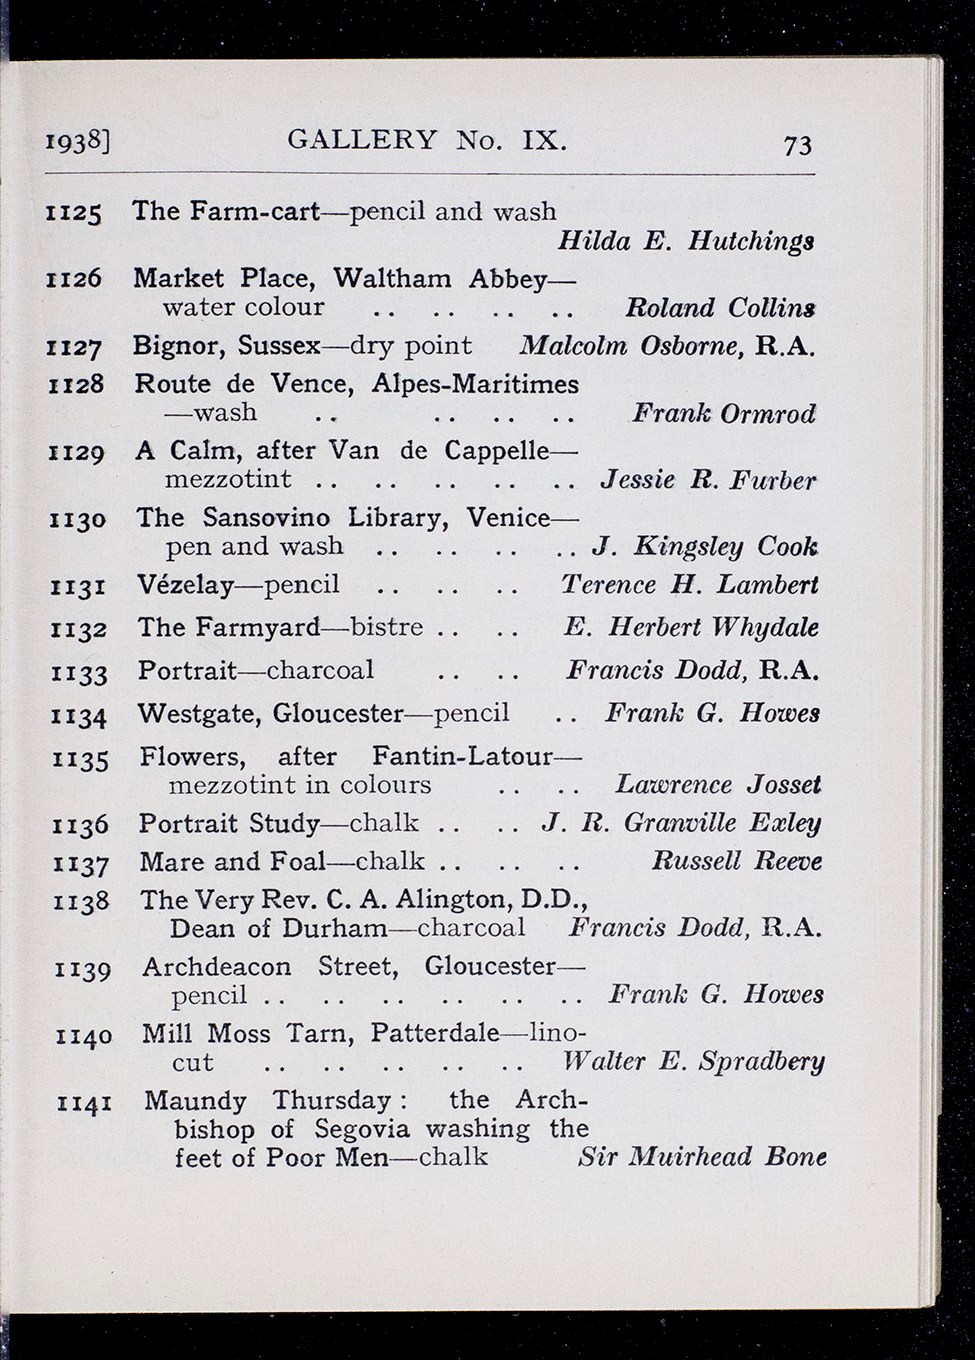 1938] GALLERY No. IX. 73
1125 The Farm-cart—pencil and wash
Hilda E. Hutchings
1126 Market Place, Waltham Abbey—
water colour .. .. .. .. Roland Collins
1127 Bignor, Sussex—dry point Malcolm Osborne, R.A.
1128 Route de Vence, Alpes-Maritimes
—wash .. .. .. .. Frank Ormrod
1129 A Calm, after Van de Cappelle—
mezzotint .. .. .. .. .. Jessie R. Furber
1130 The Sansovino Library, Venice—
pen and wash .. .. .. .. J. Kingsley Cook
1131 Vézelay—pencil .. .. .. Terence H. Lambert
1132 The Farmyard—bistre .. .. E. Herbert Whydale
1133 Portrait—charcoal .. .. Francis Dodd, R.A.
1134 Westgate, Gloucester—pencil .. Frank G. Howes
1135 Flowers, after Fantin-Latour—
mezzotint in colours .. .. Lawrence Josset
1136 Portrait Study—chalk .. .. J. R. Granville Exley
1137 Mare and Foal—chalk .. .. .. Russell Reeve
1138 The Very Rev. C. A. Alington, D.D.,
Dean of Durham—charcoal Francis Dodd, R.A.
1139 Archdeacon Street, Gloucester—
pencil .. .. .. .. .. .. Frank G. Howes
1140 Mill Moss Tarn, Patterdale—lino-
cut .. .. .. .. .. Walter E. Spradbery
1141 Maundy Thursday : the Arch-
bishop of Segovia washing the
feet of Poor Men—chalk Sir Muirhead Bone